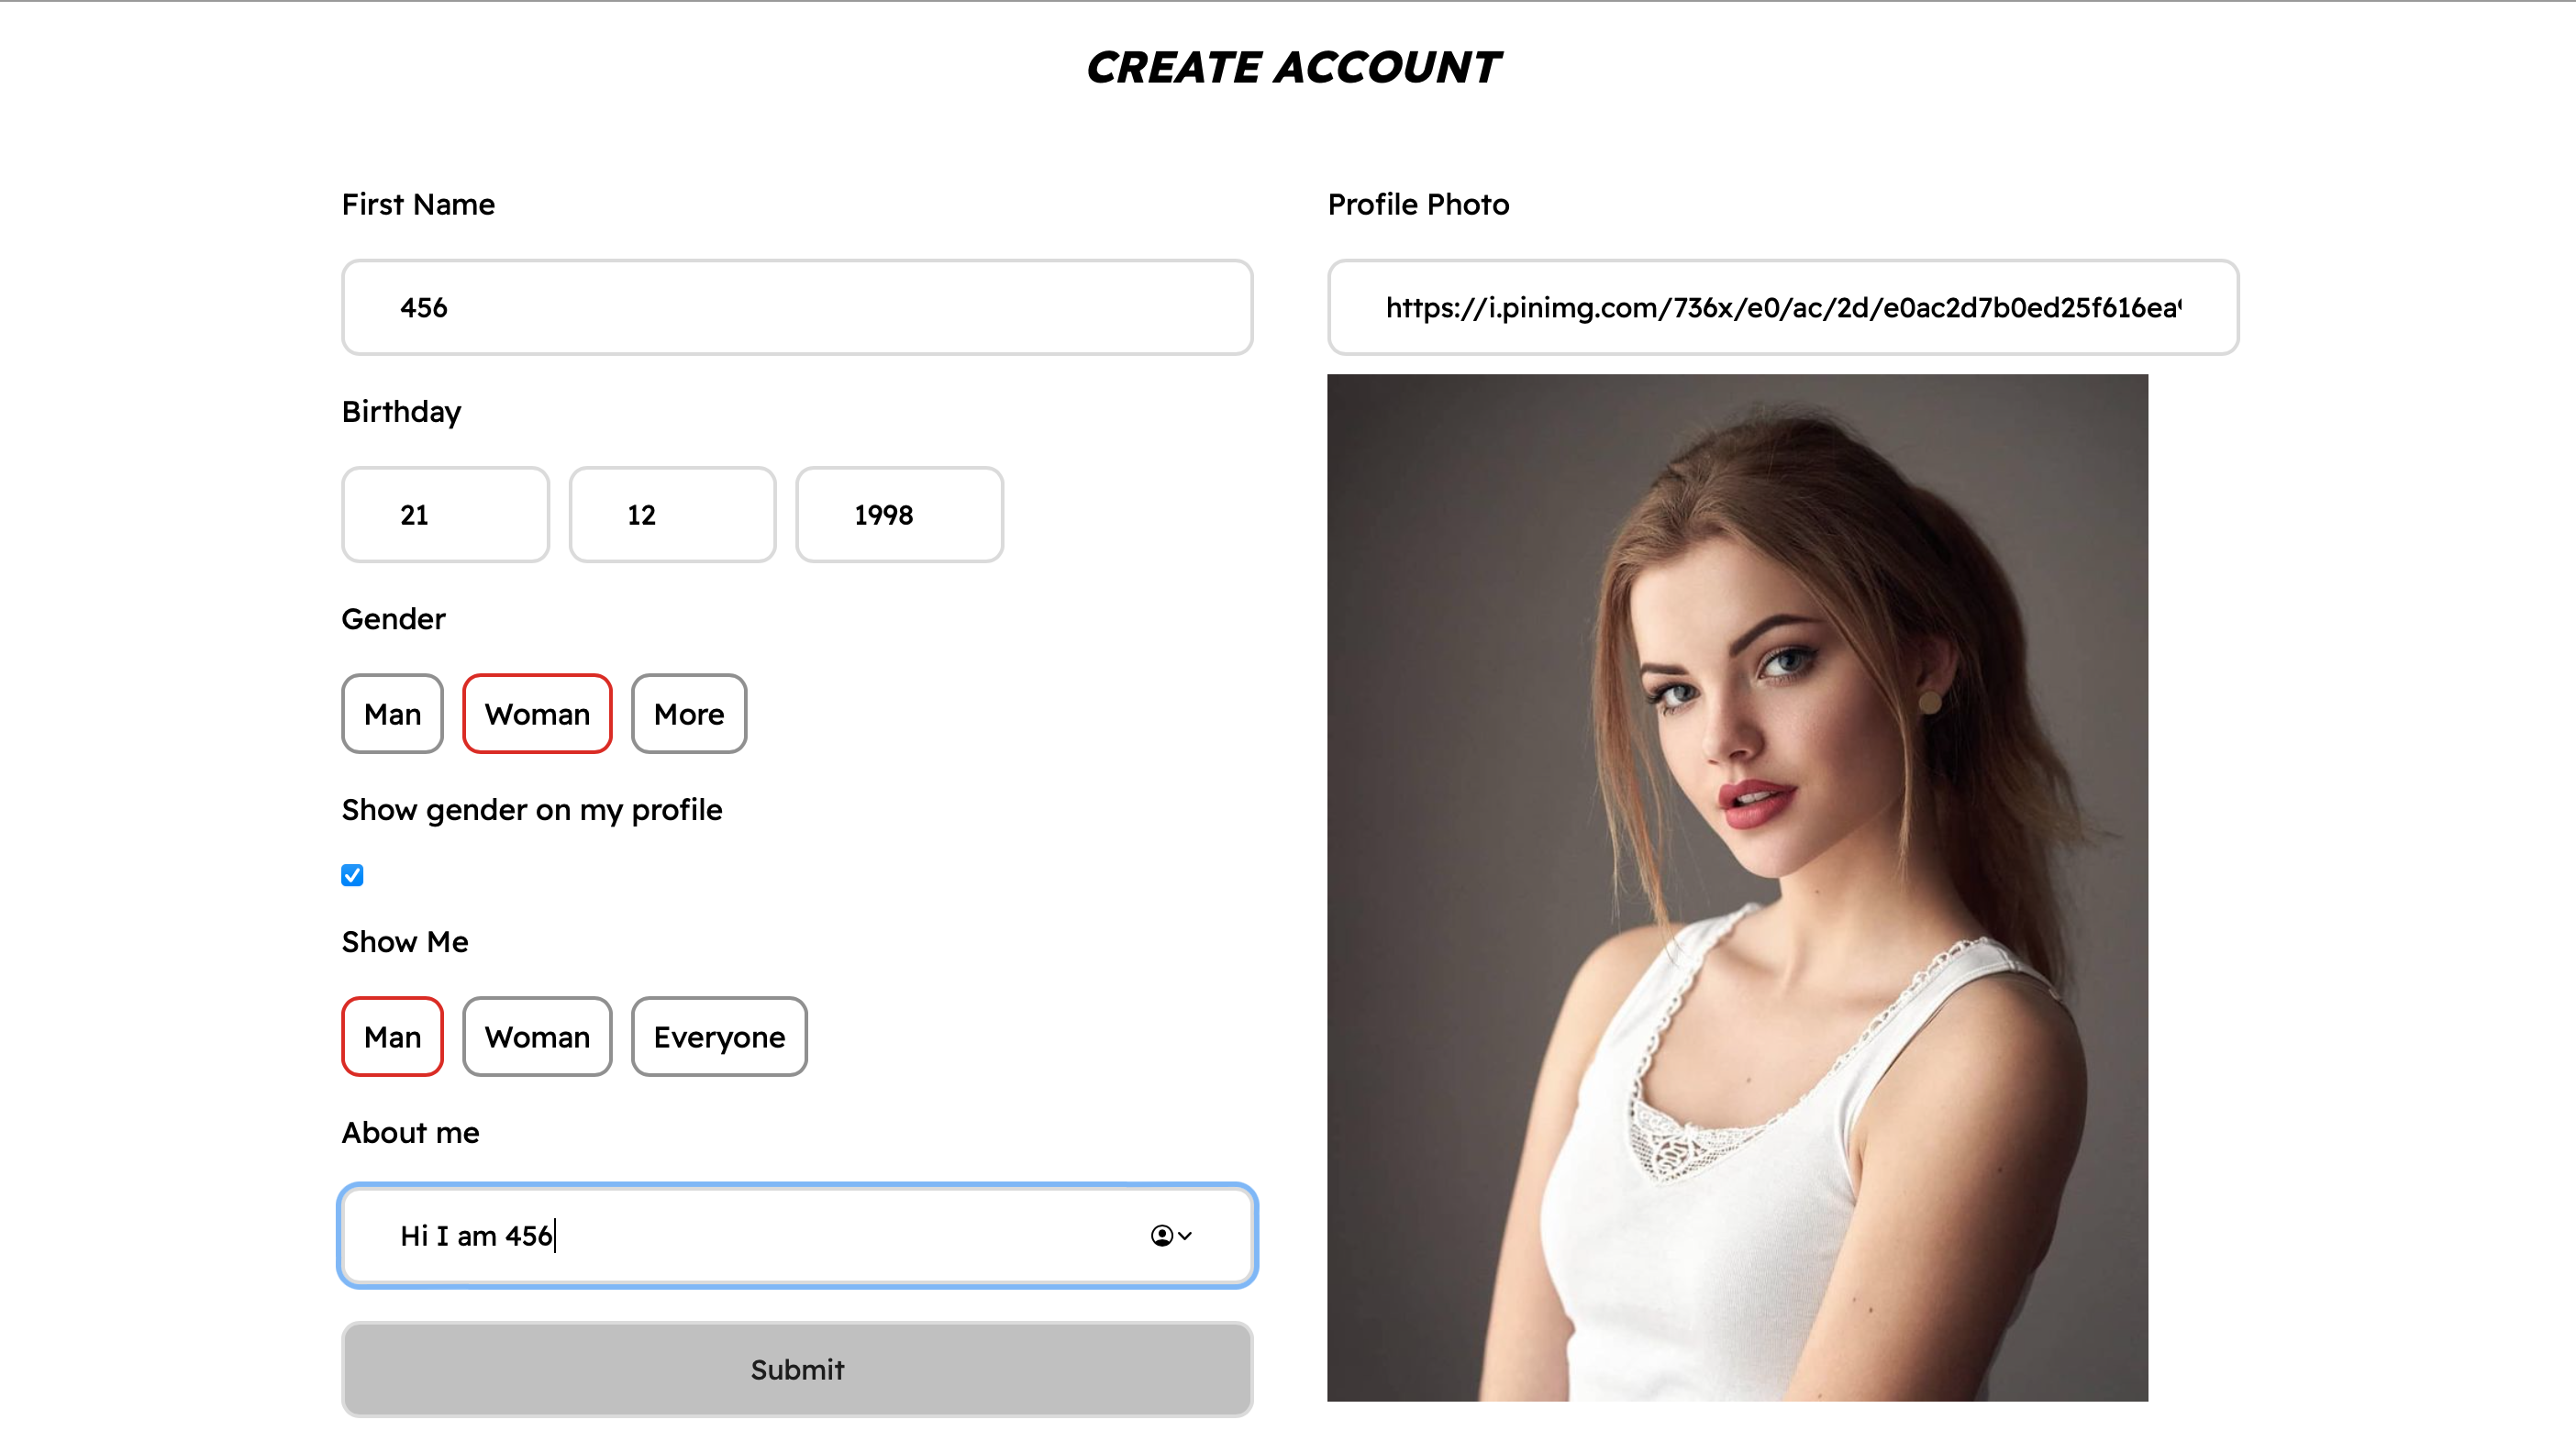 CREATE ACCOUNT
First Name
456
Birthday
21 12 1998
Gender
Man Woman More
Show gender on my profile
Show Me
Man Woman Everyone
About me
Hi I am 456
Submit
Profile Photo
https://i.pinimg.com/736x/e0/ac/2d/e0ac2d7b0ed25f616ea